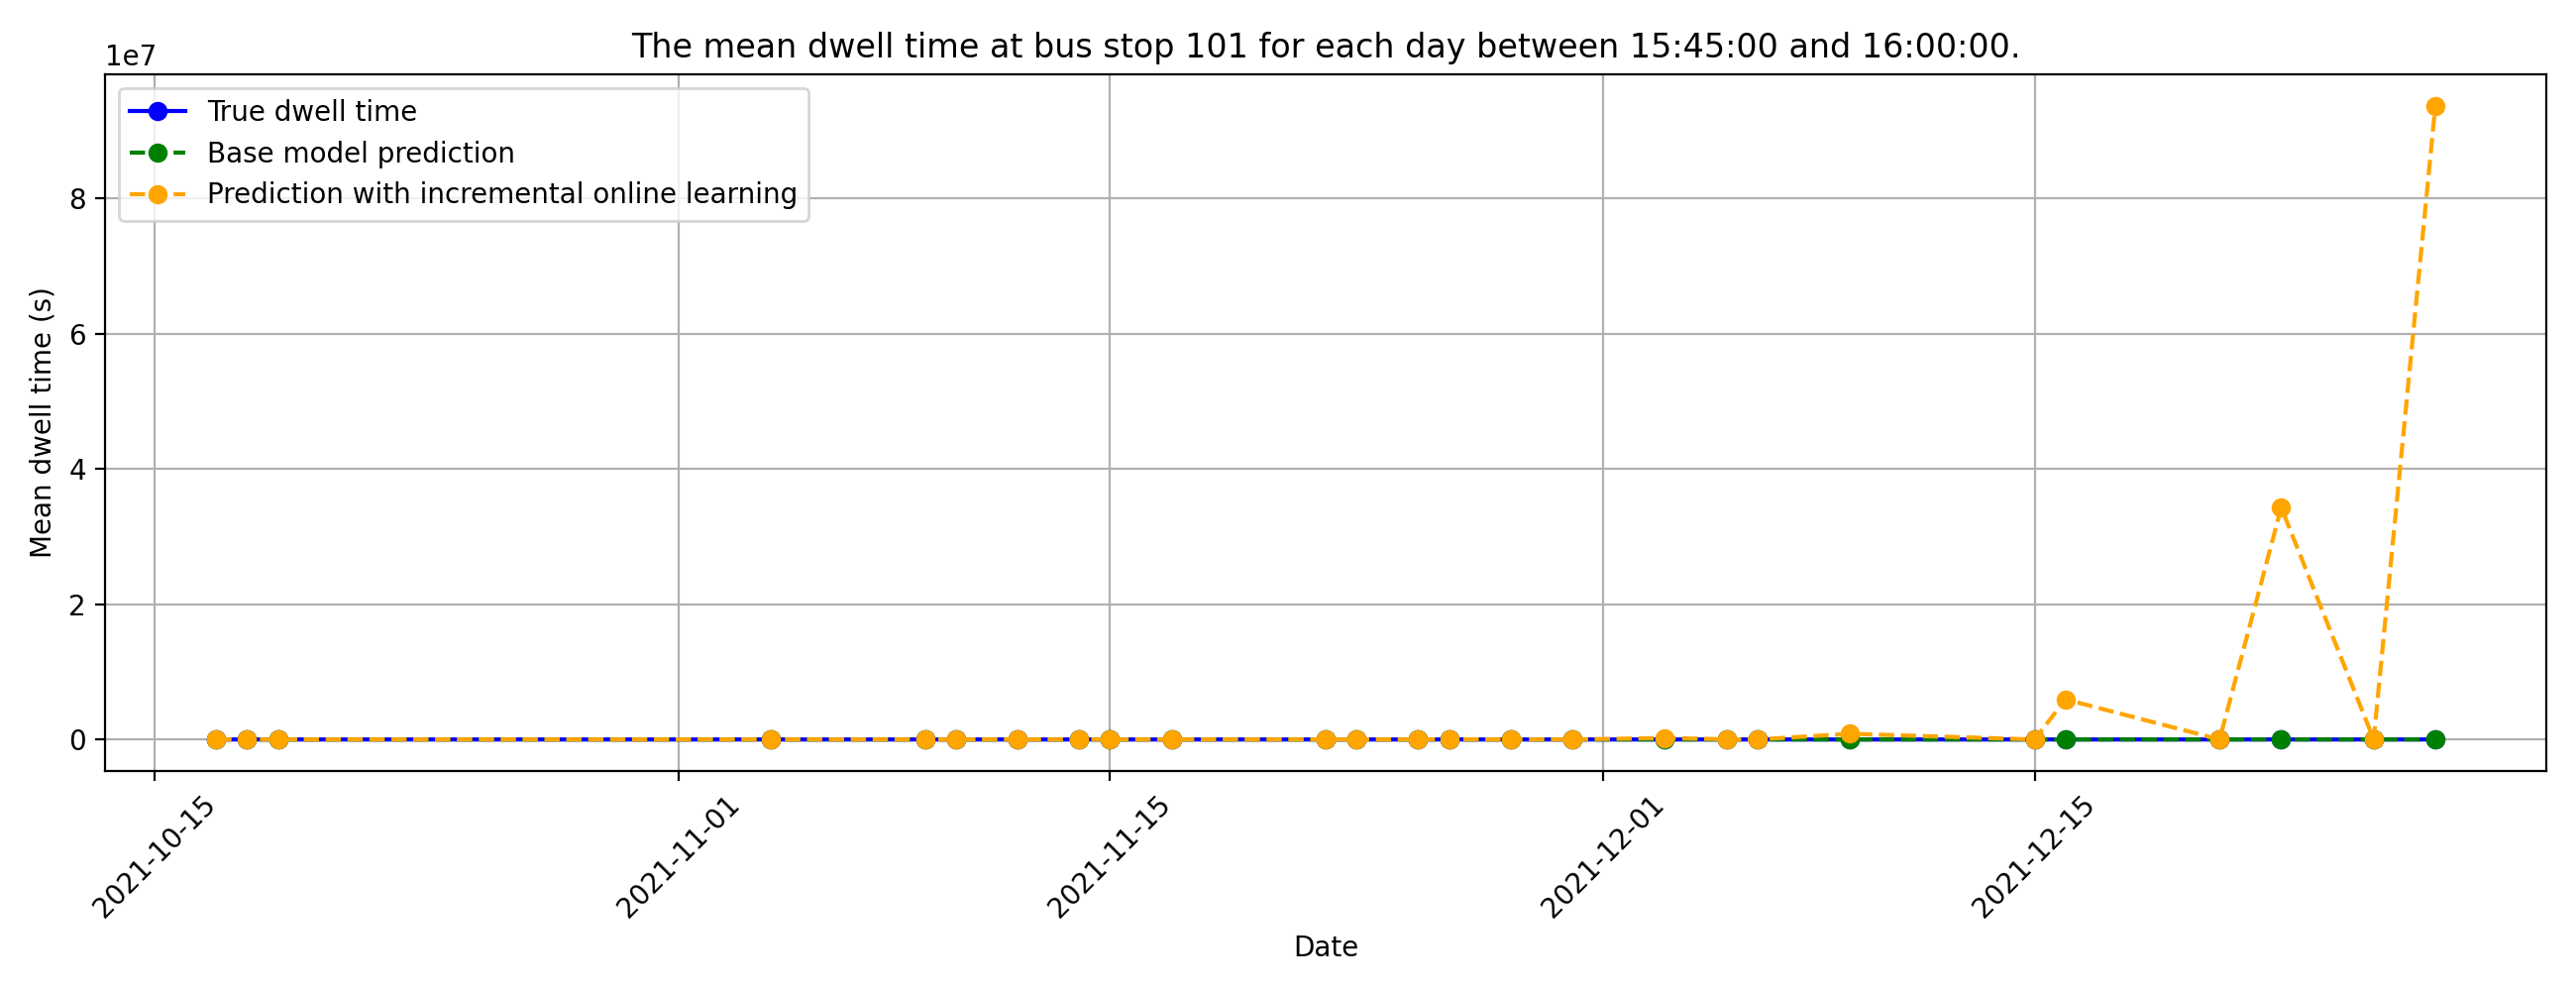 The mean dwell time at bus stop 101 for each day between 15:45:00 and 16:00:00.
1e7
True dwell time
Base model prediction
Prediction with incremental online learning
Mean dwell time (s)
8
6
4
2
0
2021-10-15
2021-11-01
2021-11-15
2021-12-01
2021-12-15
Date